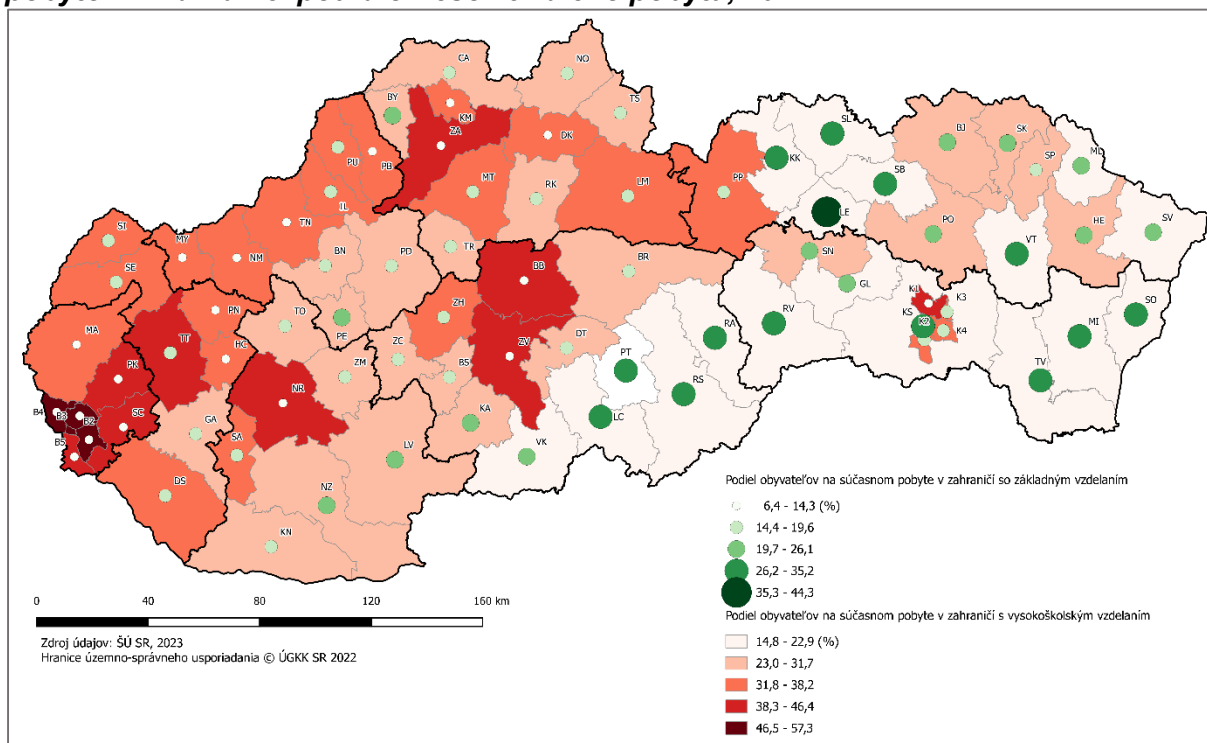 CA
NO
BY
TS
KM
ZA
DK
SL
BJ
SK
PU
PB
KK
SP
ML
SB
MT
RK
LM
PP
IL
LE
SI
TN
PO
HE
SV
MY
NM
BN
PD
TR
VT
SE
BR
SN
BB
GL
PN
TO
ZH
K3
MA
PE
RV
KS
SO
TT
ZC
DT
RA
K4
MI
HC
ZV
BS
PK
ZM
PT
TV
NR
RS
B4
B3
B2
SC
GA
KA
LC
B5
SA
LV
VK
DS
NZ
KN
Podiel obyvateľov na súčasnom pobyte v zahraničí so základným vzdelaním
6,4 - 14,3 (%)
14,4 - 19,6
19,7 - 26,1
26,2 - 35,2
35,3 - 44,3
0 40 80 120 160 km
Podiel obyvateľov na súčasnom pobyte v zahraničí s vysokoškolským vzdelaním
Zdroj údajov: ŠÚ SR, 2023
Hranice územno-správneho usporiadania © ÚGKK SR 2022
14,8 - 22,9 (%)
23,0 - 31,7
31,8 - 38,2
38,3 - 46,4
46,5 - 57,3